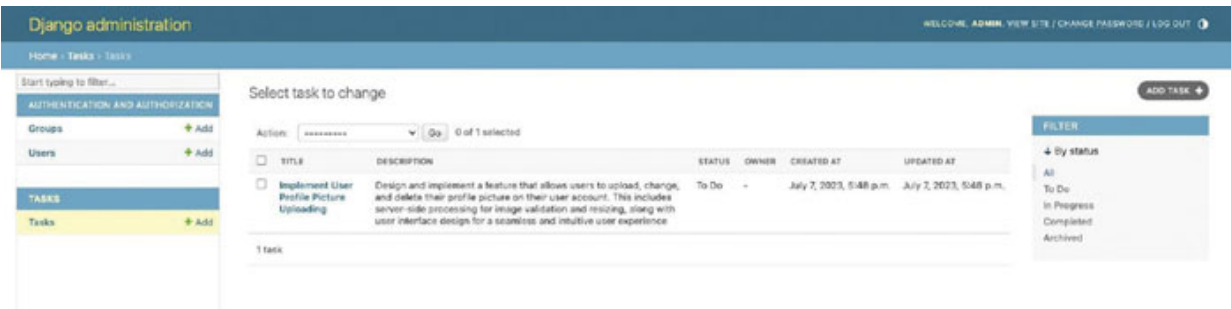 Django administration
WELCOME, ADMIN. VIEW SITE / CHANGE PASSWORD / LOG OUT
Home › Tasks › Tasks
Start typing to filter...
AUTHENTICATION AND AUTHORIZATION
Groups + Add
Users + Add
TASKS
Tasks + Add
Select task to change
ADD TASK +
Action: --------- Go 0 of 1 selected
TITLE DESCRIPTION STATUS OWNER CREATED AT UPDATED AT
Implement User Design and implement a feature that allows users to upload, change, To Do - July 7, 2023, 5:48 p.m. July 7, 2023, 5:48 p.m.
Profile Picture and delete their profile picture on their user account. This includes
Uploading server-side processing for image validation and resizing, along with
user interface design for a seamless and intuitive user experience
1 task
FILTER
↓ By status
All
To Do
In Progress
Completed
Archived